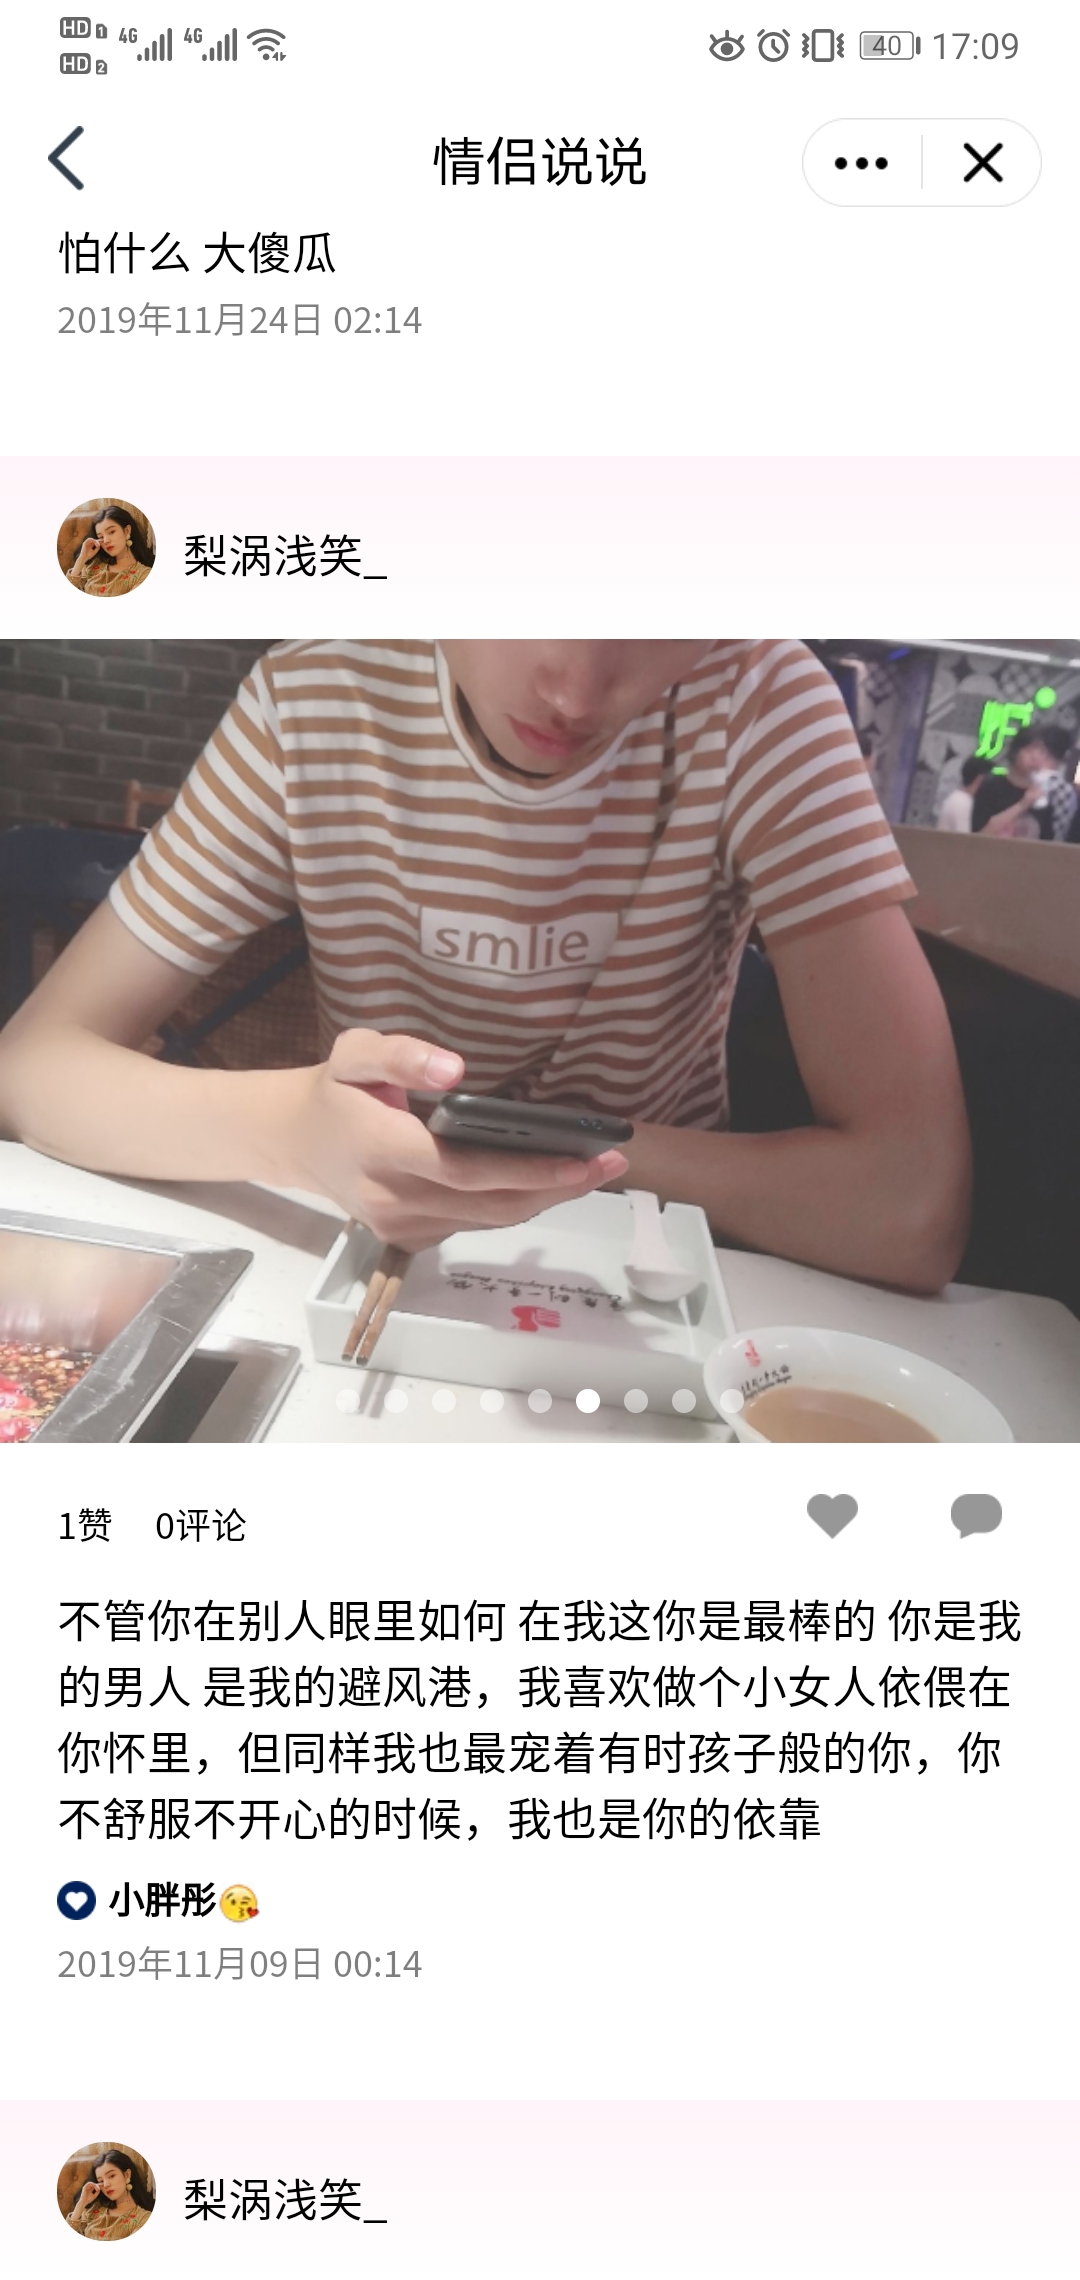 HD 1 4G 4G
HD 2
40 17:09
情侣说说
怕什么 大傻瓜
2019年11月24日 02:14
梨涡浅笑_
smlie
1赞 0评论
不管你在别人眼里如何 在我这你是最棒的 你是我
的男人 是我的避风港，我喜欢做个小女人依偎在
你怀里，但同样我也最宠着有时孩子般的你，你
不舒服不开心的时候，我也是你的依靠
小胖彤😘
2019年11月09日 00:14
梨涡浅笑_